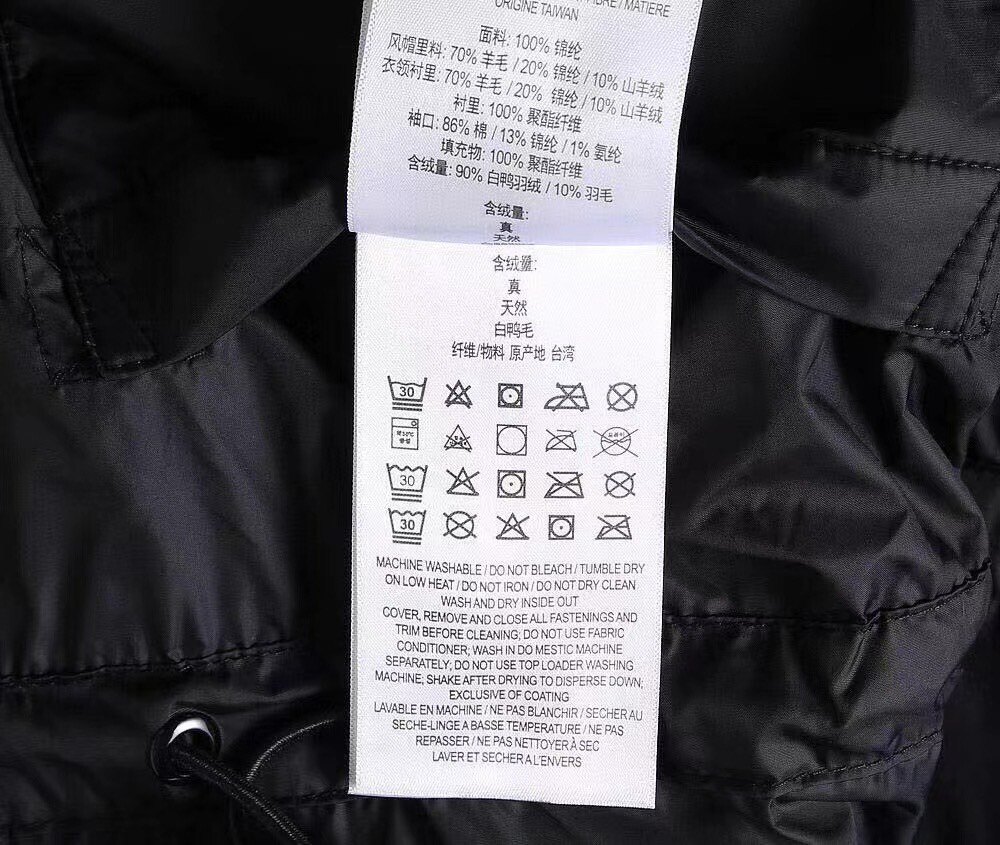 MBRE / MATIERE
ORIGINE TAIWAN
面料: 100% 锦纶
风帽里料: 70% 羊毛 / 20% 锦纶 / 10% 山羊绒
衣领衬里: 70% 羊毛 / 20% 锦纶 / 10% 山羊绒
衬里: 100% 聚酯纤维
袖口: 86% 棉 / 13% 锦纶 / 1% 氨纶
填充物: 100% 聚酯纤维
含绒量: 90% 白鸭羽绒 / 10% 羽毛
含绒量:
真
天然
含绒量:
真
天然
白鸭毛
纤维/物料 原产地 台湾
30
30
30
MACHINE WASHABLE / DO NOT BLEACH / TUMBLE DRY
ON LOW HEAT / DO NOT IRON / DO NOT DRY CLEAN
WASH AND DRY INSIDE OUT
COVER, REMOVE AND CLOSE ALL FASTENINGS AND
TRIM BEFORE CLEANING; DO NOT USE FABRIC
CONDITIONER; WASH IN DO MESTIC MACHINE
SEPARATELY; DO NOT USE TOP LOADER WASHING
MACHINE; SHAKE AFTER DRYING TO DISPERSE DOWN;
EXCLUSIVE OF COATING
LAVABLE EN MACHINE / NE PAS BLANCHIR / SECHER AU
SECHE-LINGE A BASSE TEMPERATURE / NE PAS
REPASSER / NE PAS NETTOYER À SEC
LAVER ET SECHER A L'ENVERS